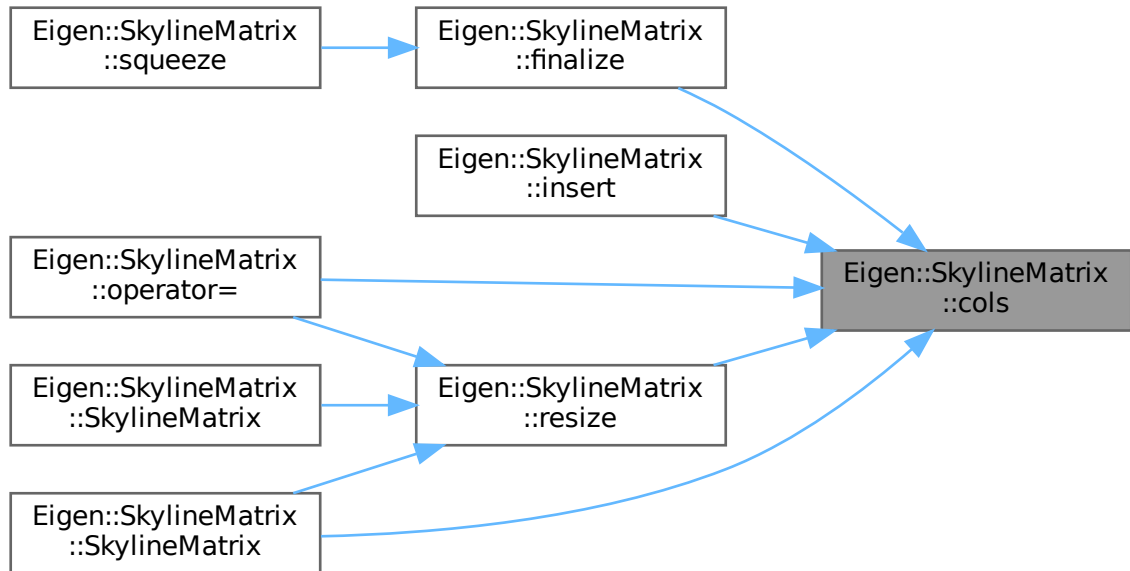 Eigen::SkylineMatrix
::squeeze
Eigen::SkylineMatrix
::finalize
Eigen::SkylineMatrix
::insert
Eigen::SkylineMatrix
::operator=
Eigen::SkylineMatrix
::cols
Eigen::SkylineMatrix
::SkylineMatrix
Eigen::SkylineMatrix
::resize
Eigen::SkylineMatrix
::SkylineMatrix